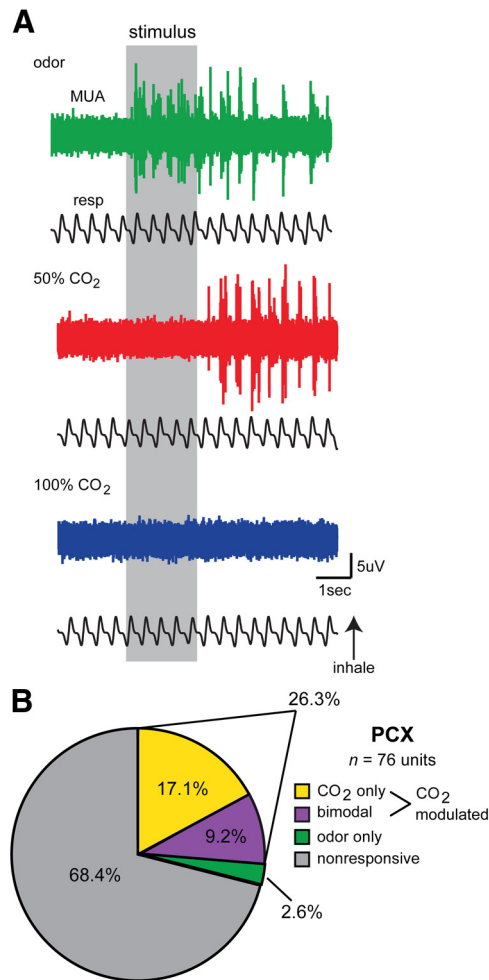 A
stimulus
odor
MUA
resp
50% CO₂
100% CO₂
5uV
1sec
inhale
B
26.3%
PCX
n = 76 units
17.1%
CO₂ only
bimodal
CO₂
modulated
9.2%
odor only
nonresponsive
68.4%
2.6%